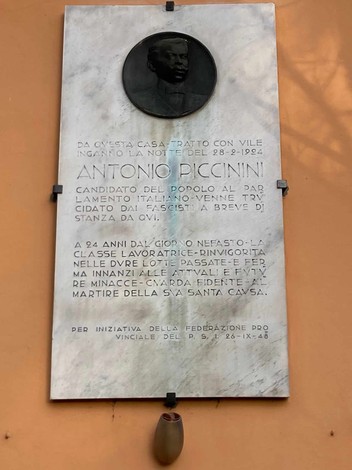 DA QUESTA CASA-TRATTO CON VILE
INGANNO LA NOTTE DEL 28-2-1924
ANTONIO PICCININI
CANDIDATO DEL POPOLO AL PAR
LAMENTO ITALIANO-VENNE TRU
CIDATO DAI FASCISTI A BREVE DI
STANZA DA QUI.
A 24 ANNI DAL GIORNO NEFASTO-LA
CLASSE LAVORATRICE-RINVIGORITA
NELLE DURE LOTTE PASSATE-E FER
MA INNANZI ALLE ATTUALI E FUTU
RE MINACCE-GUARDA FIDENTE-AL
MARTIRE DELLA SUA SANTA CAUSA.
PER INIZIATIVA DELLA FEDERAZIONE PRO
VINCIALE DEL P. S. I. 26-IX-48